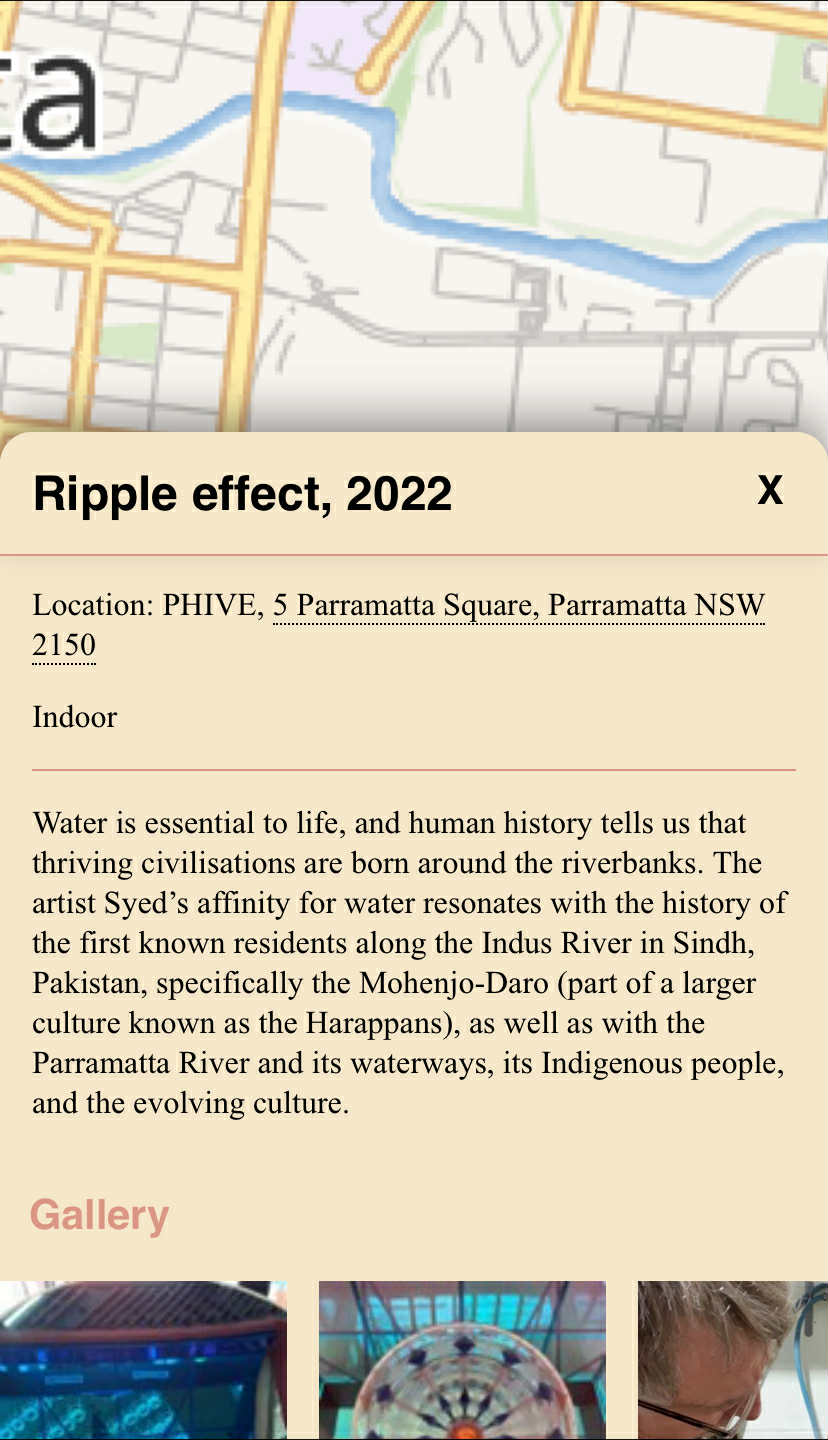 ta
Ripple effect, 2022
X
Location: PHIVE, 5 Parramatta Square, Parramatta NSW
2150
Indoor
Water is essential to life, and human history tells us that
thriving civilisations are born around the riverbanks. The
artist Syed’s affinity for water resonates with the history of
the first known residents along the Indus River in Sindh,
Pakistan, specifically the Mohenjo-Daro (part of a larger
culture known as the Harappans), as well as with the
Parramatta River and its waterways, its Indigenous people,
and the evolving culture.
Gallery